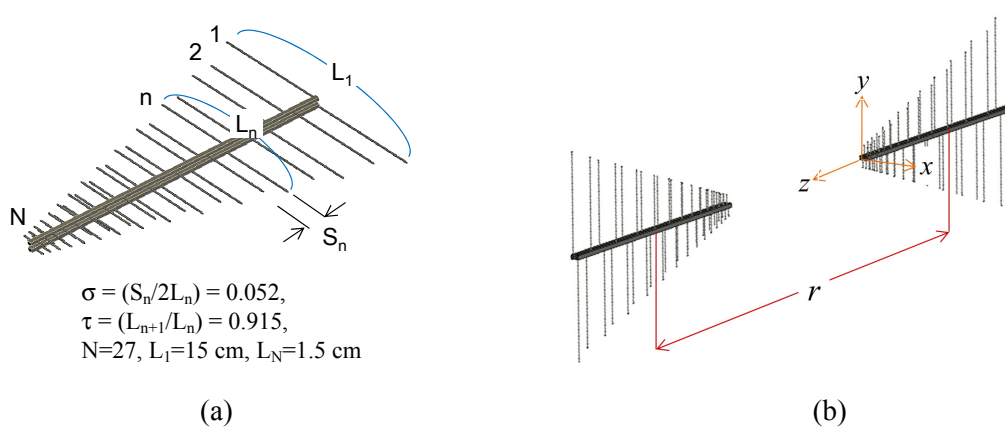 1
2
n
N
L₁
Lₙ
Sₙ
σ = (Sₙ/2Lₙ) = 0.052,
τ = (Lₙ₊₁/Lₙ) = 0.915,
N=27, L₁=15 cm, L_N=1.5 cm
(a)
y
x
z
r
(b)